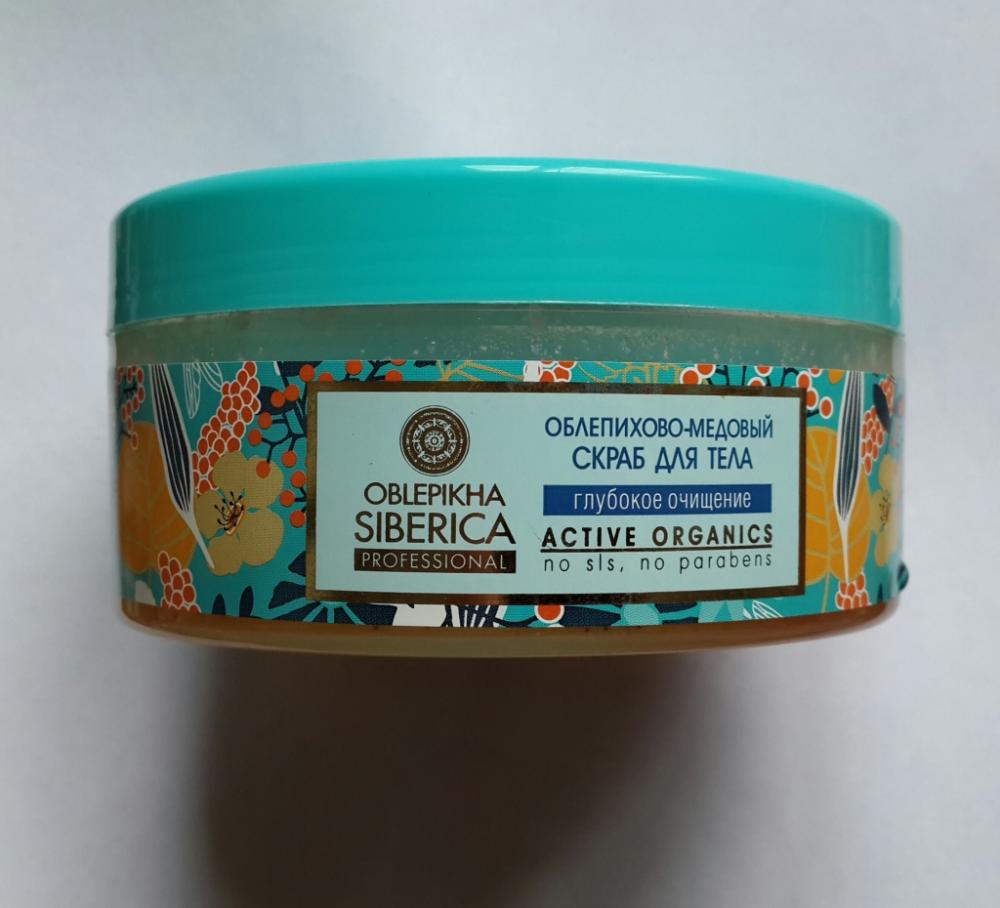 OBLEPIKHA
SIBERICA
PROFESSIONAL
ОБЛЕПИХОВО-МЕДОВЫЙ
СКРАБ ДЛЯ ТЕЛА
глубокое очищение
ACTIVE ORGANICS
no sls, no parabens